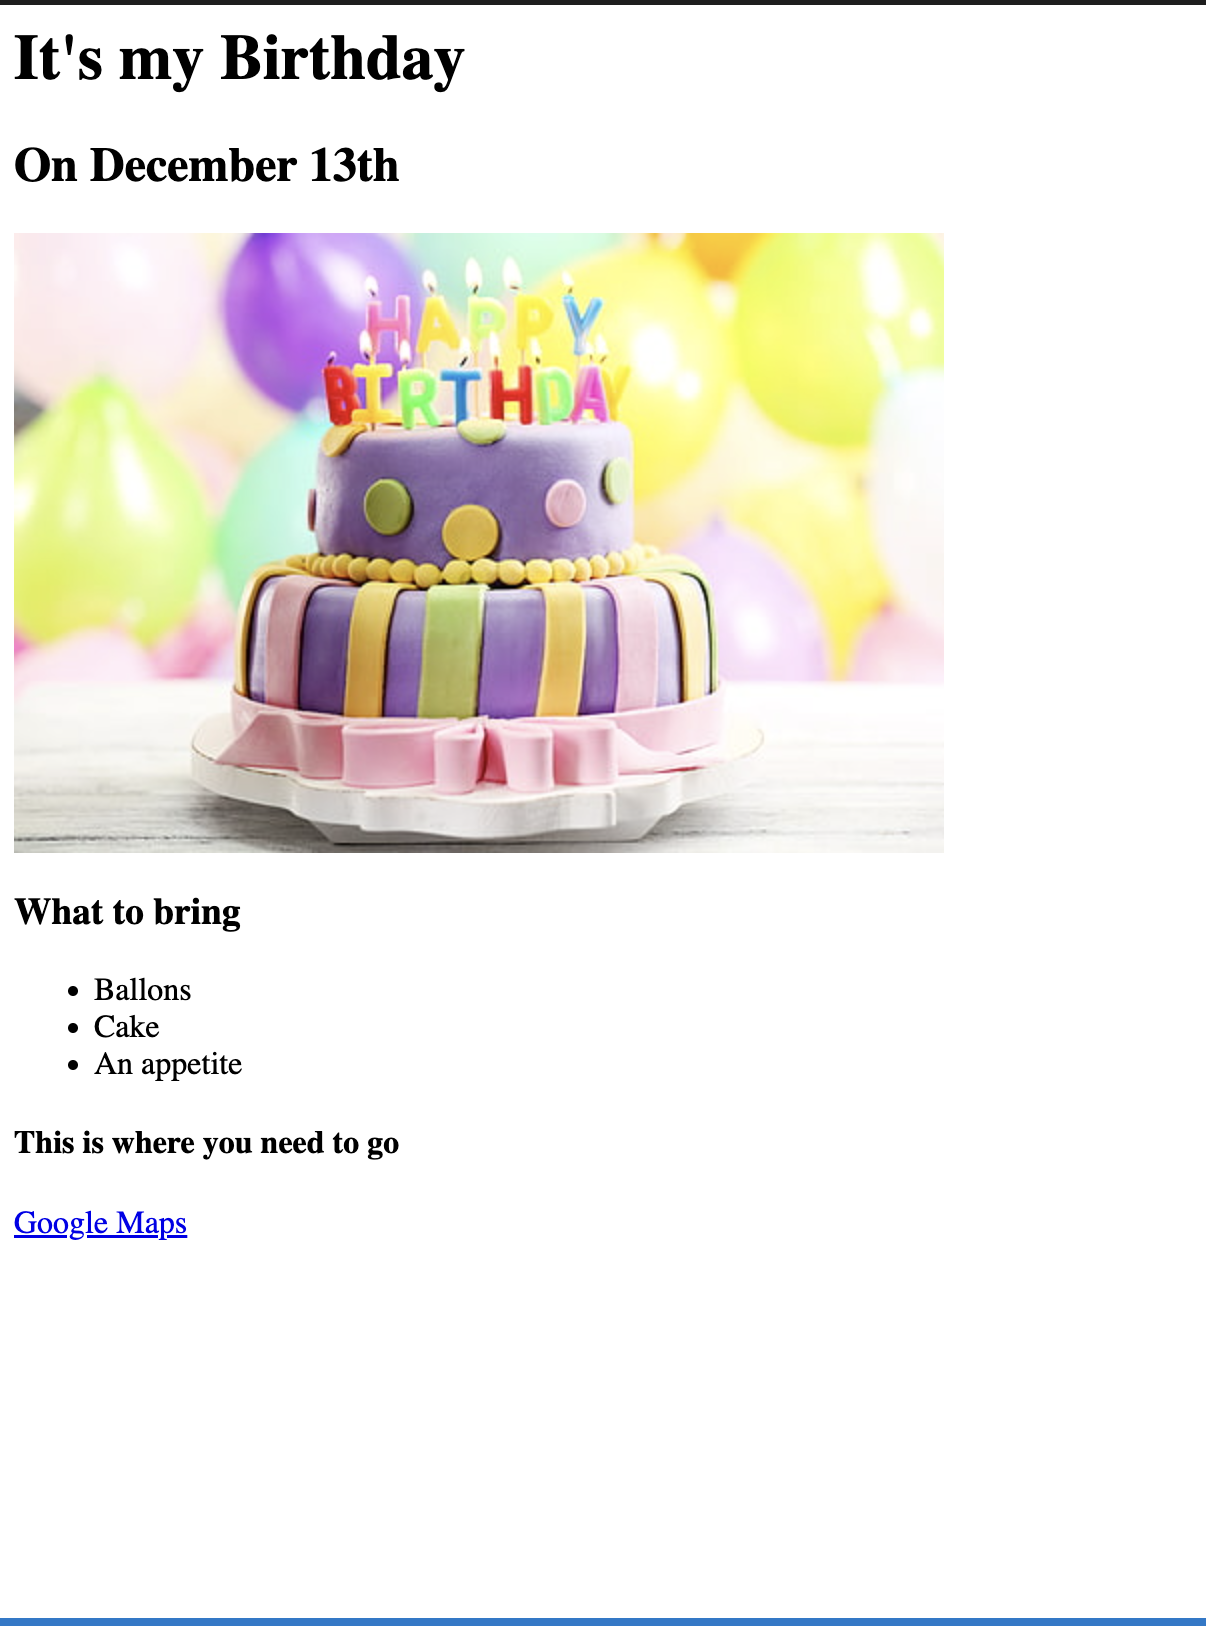 It's my Birthday
On December 13th
HAPPY
BIRTHDAY
What to bring
Ballons
Cake
An appetite
This is where you need to go
Google Maps